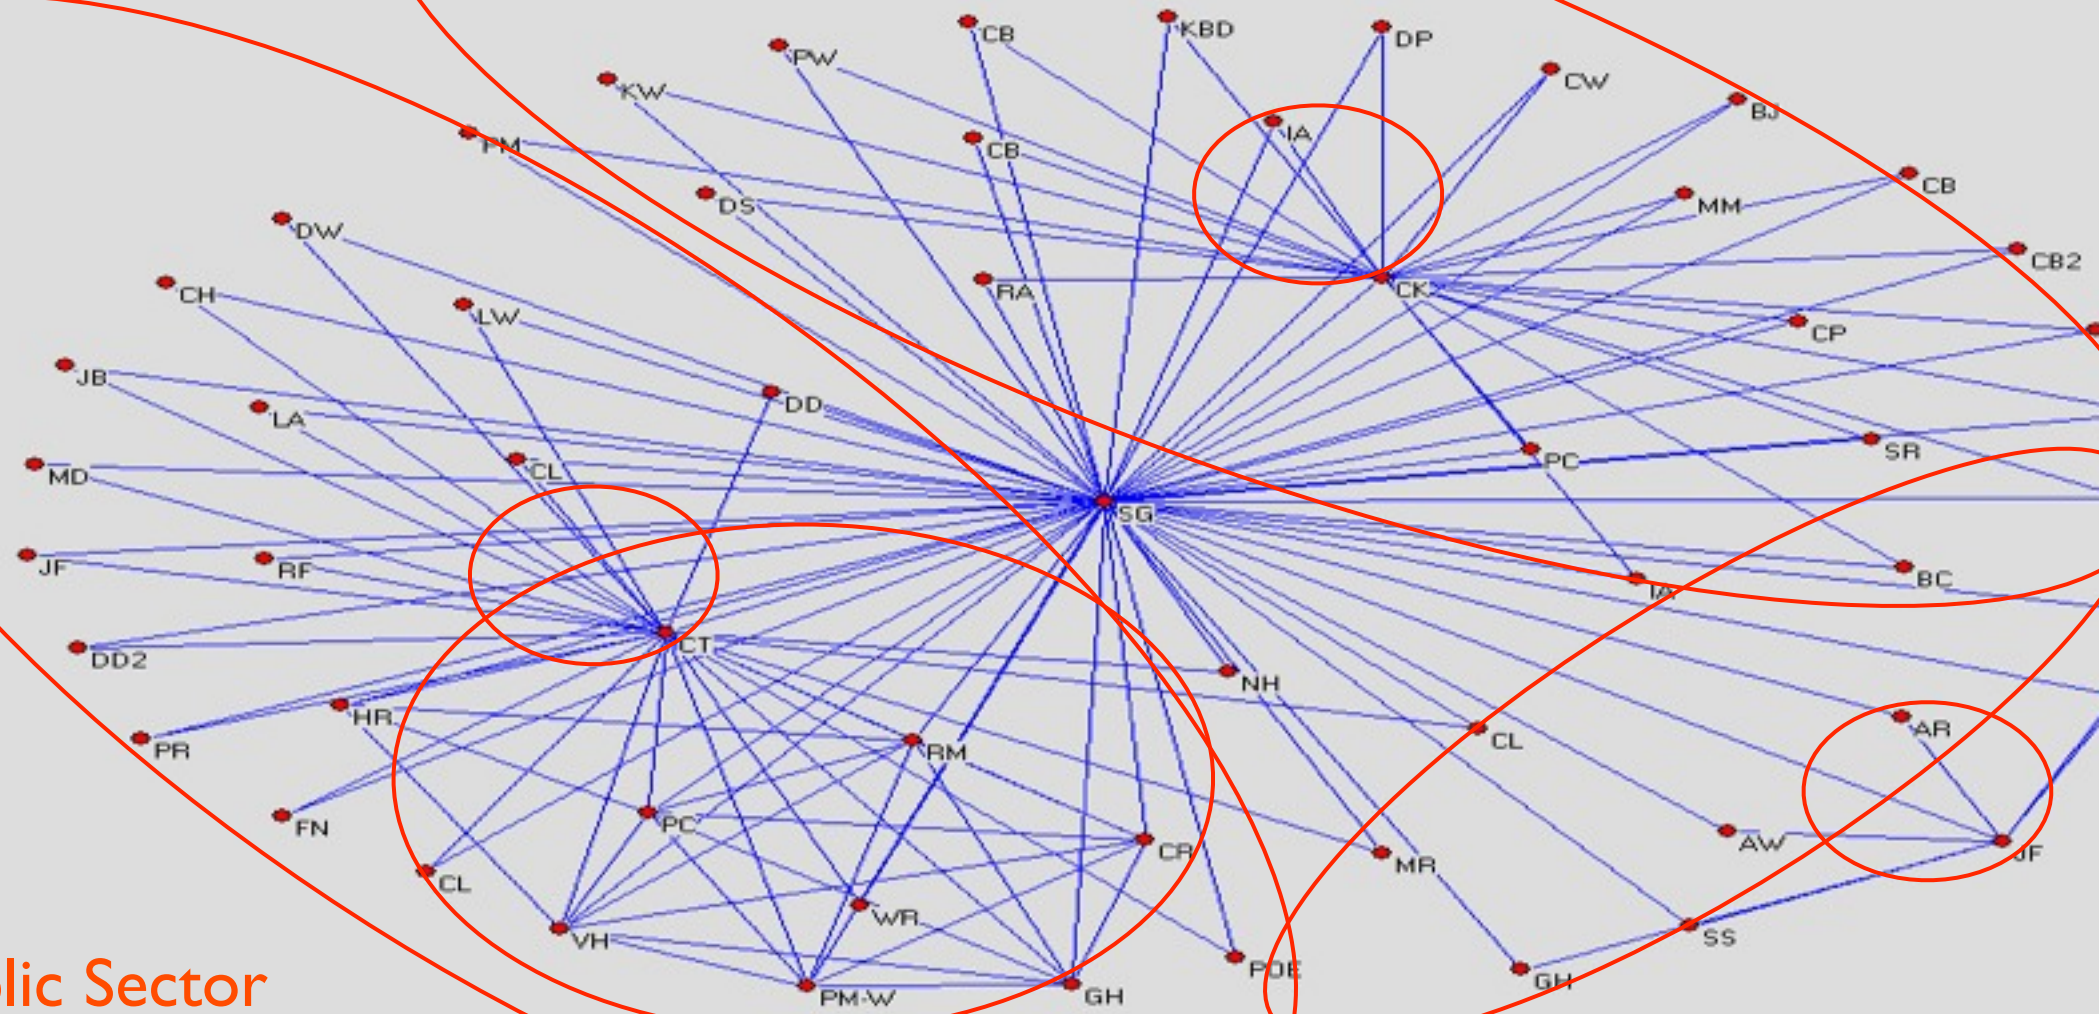 CB
KBD
DP
PW
CW
KW
BJ
IA
PM
CB
CB
DS
MM
DW
CB2
CH
RA
CK
LW
CP
JB
DD
LA
SR
CL
PC
MD
SG
JF
RF
BC
IA
CT
DD2
NH
HR
AR
PR
RM
CL
FN
PC
AW
CR
JF
MR
CL
WR
SS
VH
POE
GH
PM-W
GH
lic Sector